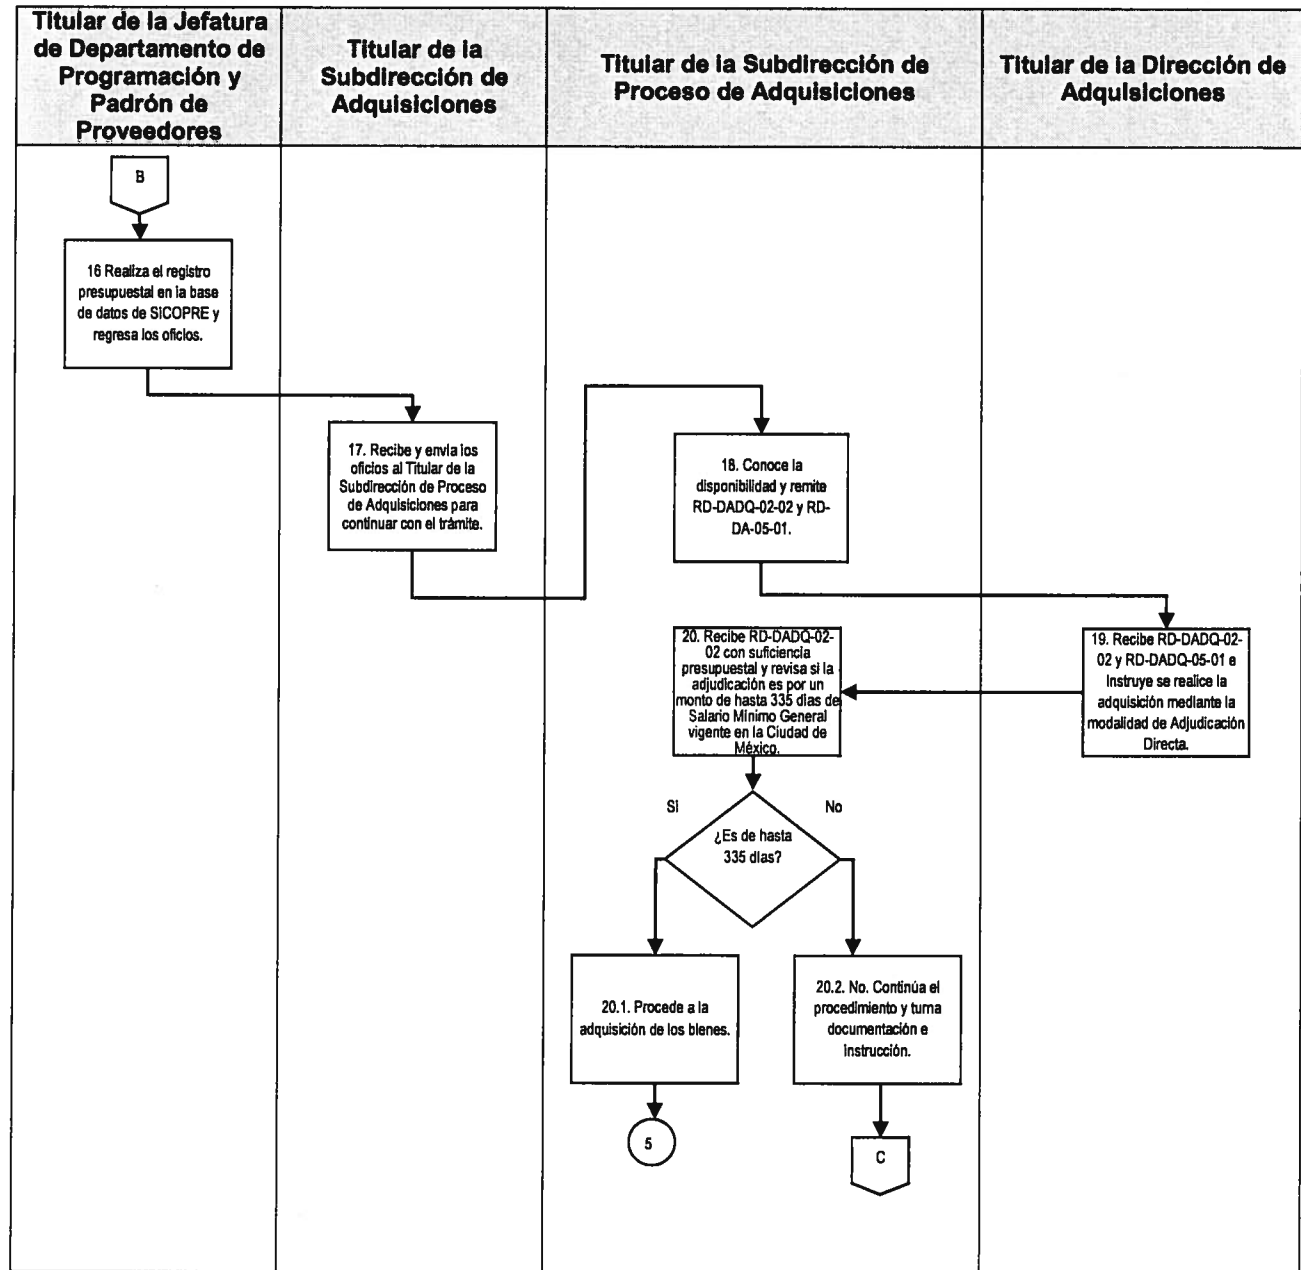 Titular de la Jefatura
de Departamento de
Programación y
Padrón de
Proveedores
Titular de la
Subdirección de
Adquisiciones
Titular de la Subdirección de
Proceso de Adquisiciones
Titular de la Dirección de
Adquisiciones
B
16 Realiza el registro
presupuestal en la base
de datos de SICOPRE y
regresa los oficios.
17. Recibe y envía los
oficios al Titular de la
Subdirección de Proceso
de Adquisiciones para
continuar con el trámite.
18. Conoce la
disponibilidad y remite
RD-DADQ-02-02 y RD-
DA-05-01.
19. Recibe RD-DADQ-02-
02 y RD-DADQ-05-01 e
Instruye se realice la
adquisición mediante la
modalidad de Adjudicación
Directa.
20. Recibe RD-DADQ-02-
02 con suficiencia
presupuestal y revisa si la
adjudicación es por un
monto de hasta 335 días de
Salario Mínimo General
vigente en la Ciudad de
México.
Si
No
¿Es de hasta
335 días?
20.1. Procede a la
adquisición de los bienes.
20.2. No. Continúa el
procedimiento y turna
documentación e
instrucción.
5
C